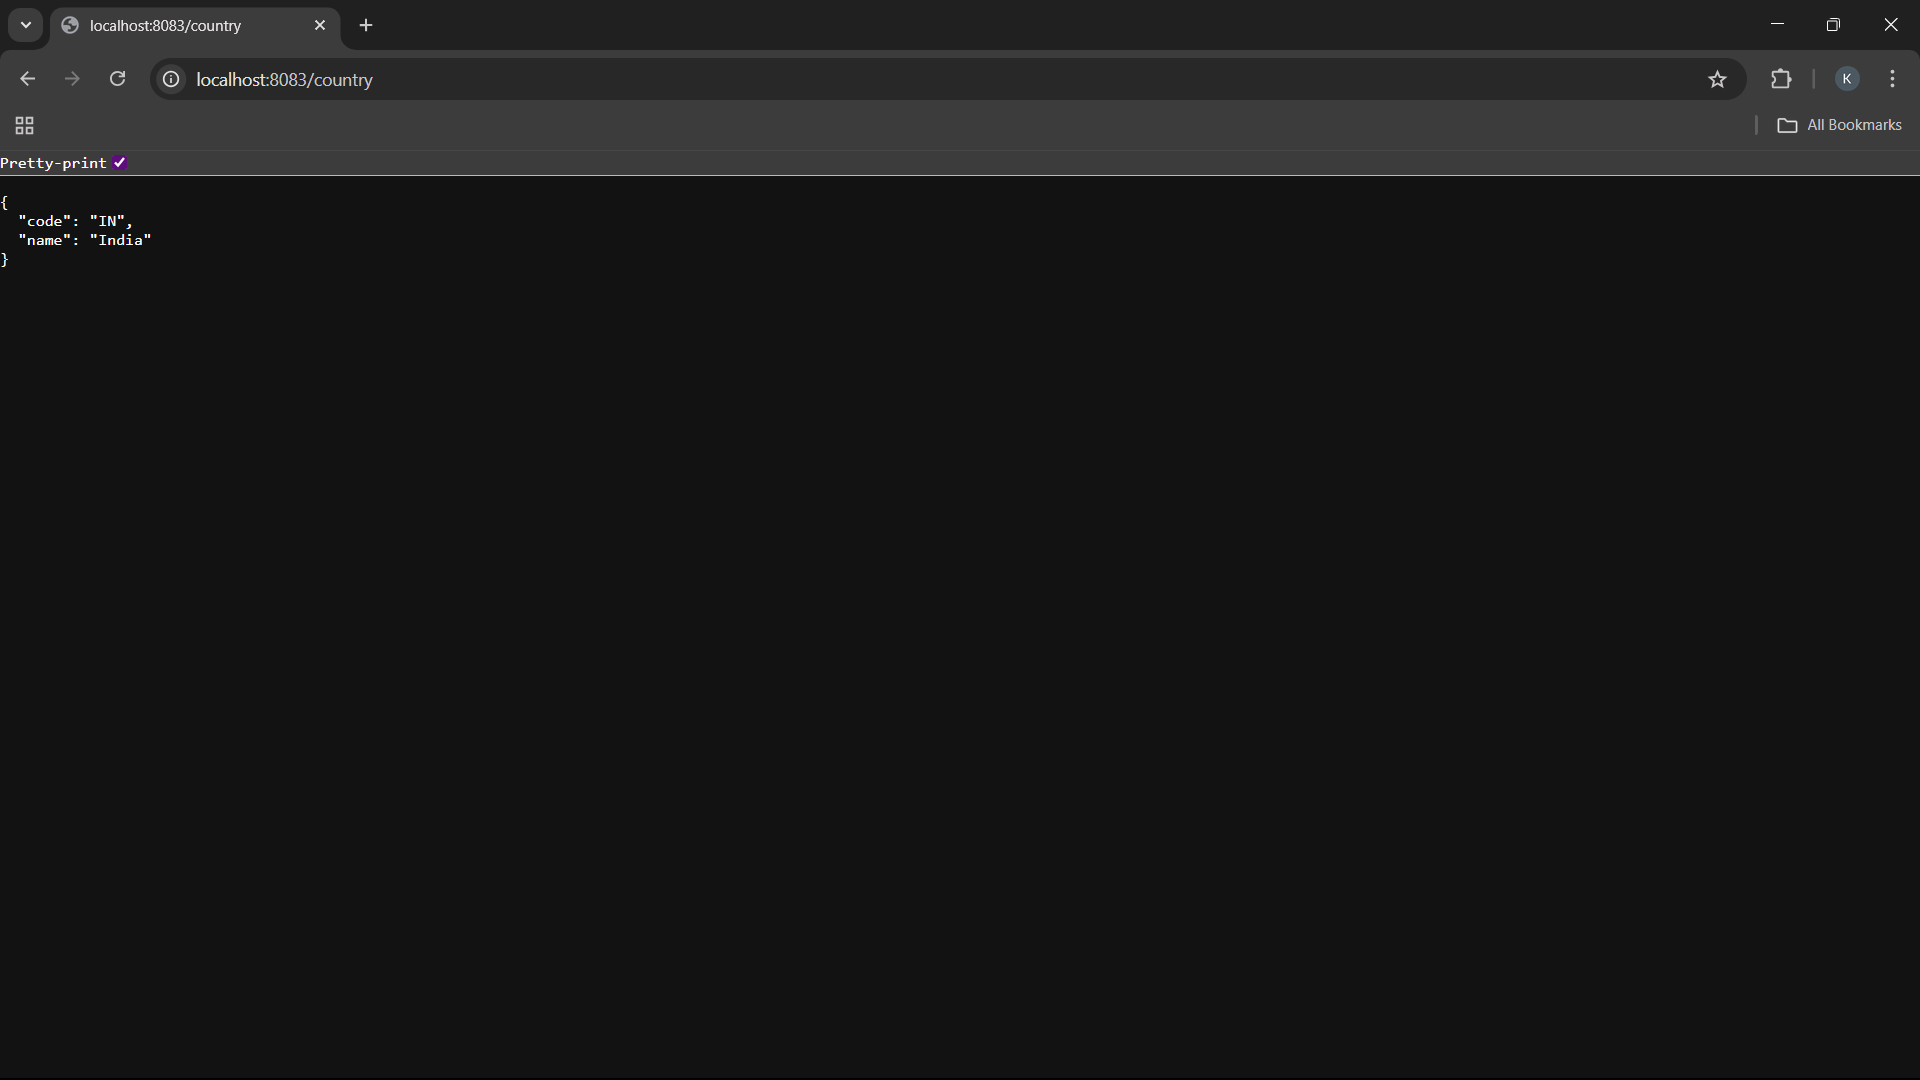 localhost:8083/country
localhost:8083/country
K
All Bookmarks
Pretty-print
{
  "code": "IN",
  "name": "India"
}